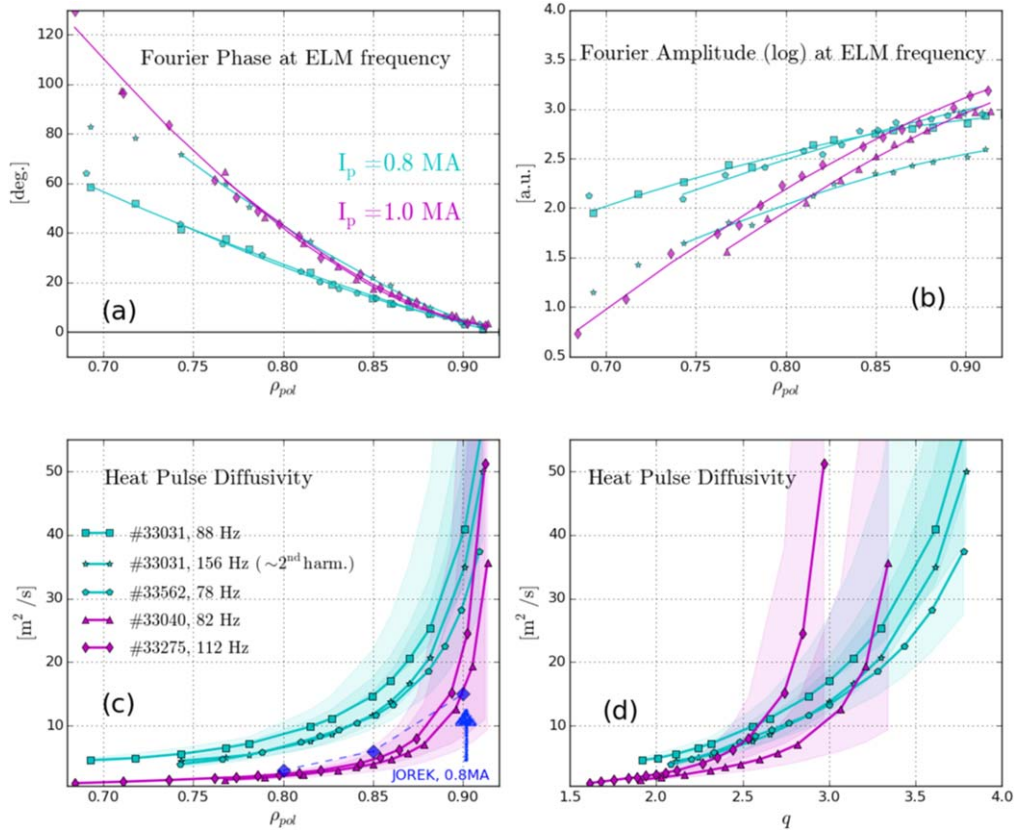 Fourier Phase at ELM frequency
I_p =0.8 MA
I_p =1.0 MA
(a)
[deg.]
120
100
80
60
40
20
0
0.70 0.75 0.80 0.85 0.90
ρ_pol
Fourier Amplitude (log) at ELM frequency
(b)
[a.u.]
4.0
3.5
3.0
2.5
2.0
1.5
1.0
0.5
0.70 0.75 0.80 0.85 0.90
ρ_pol
Heat Pulse Diffusivity
#33031, 88 Hz
#33031, 156 Hz (∼2nd harm.)
#33562, 78 Hz
#33040, 82 Hz
#33275, 112 Hz
(c)
JOREK, 0.8MA
[m² /s]
50
40
30
20
10
0.70 0.75 0.80 0.85 0.90
ρ_pol
Heat Pulse Diffusivity
(d)
[m² /s]
50
40
30
20
10
1.5 2.0 2.5 3.0 3.5 4.0
q